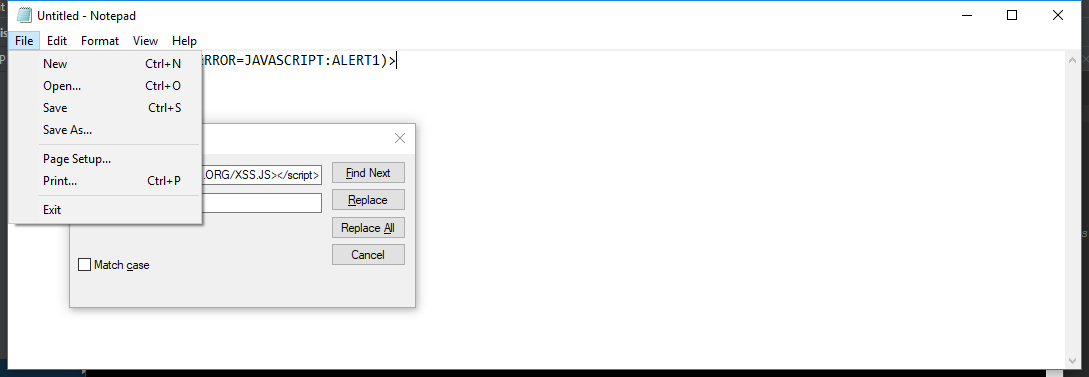 Untitled - Notepad
File Edit Format View Help
RROR=JAVASCRIPT:ALERT1)>
New Ctrl+N
Open... Ctrl+O
Save Ctrl+S
Save As...
Page Setup...
Print... Ctrl+P
Exit
.ORG/XSS.JS></script>
Find Next
Replace
Replace All
Cancel
Match case